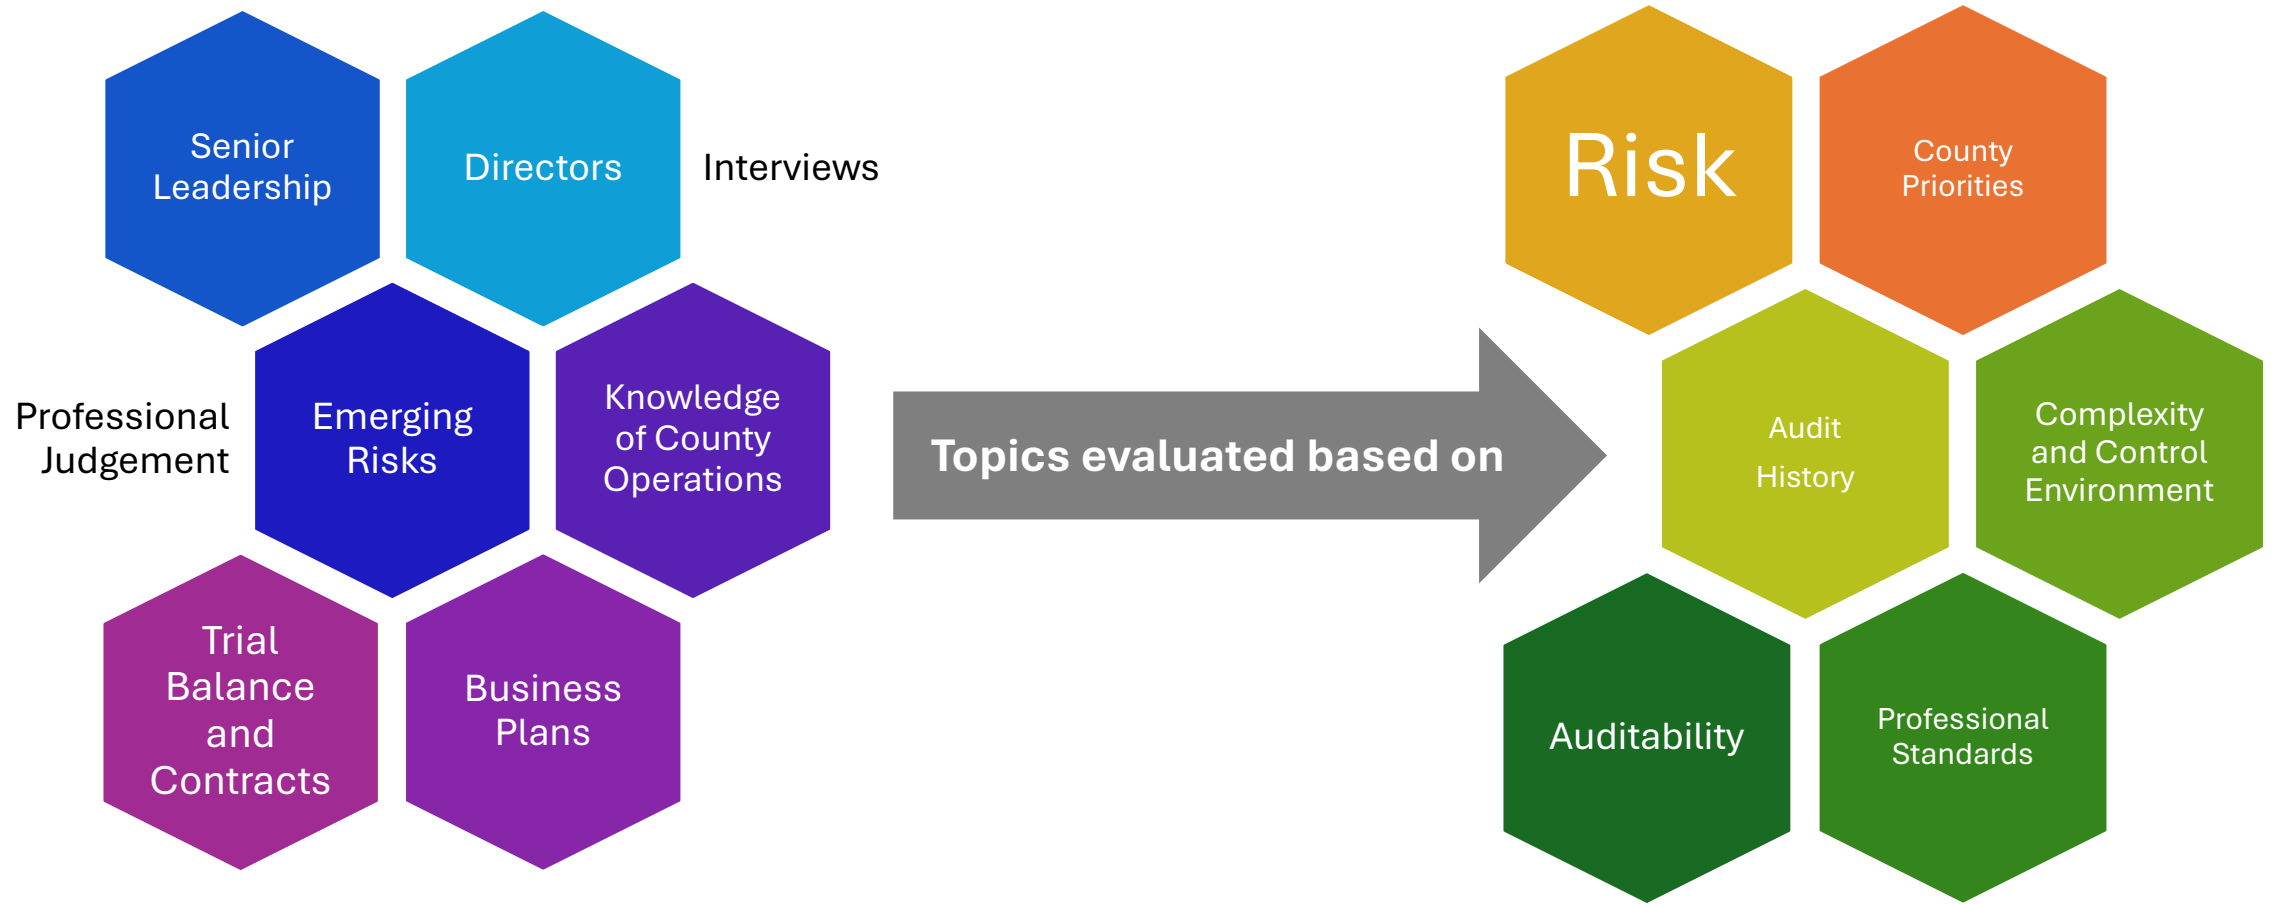 Senior
Leadership
Directors
Interviews
Professional
Judgement
Emerging
Risks
Knowledge
of County
Operations
Trial
Balance
and
Contracts
Business
Plans
Topics evaluated based on
Risk
County
Priorities
Audit
History
Complexity
and Control
Environment
Auditability
Professional
Standards